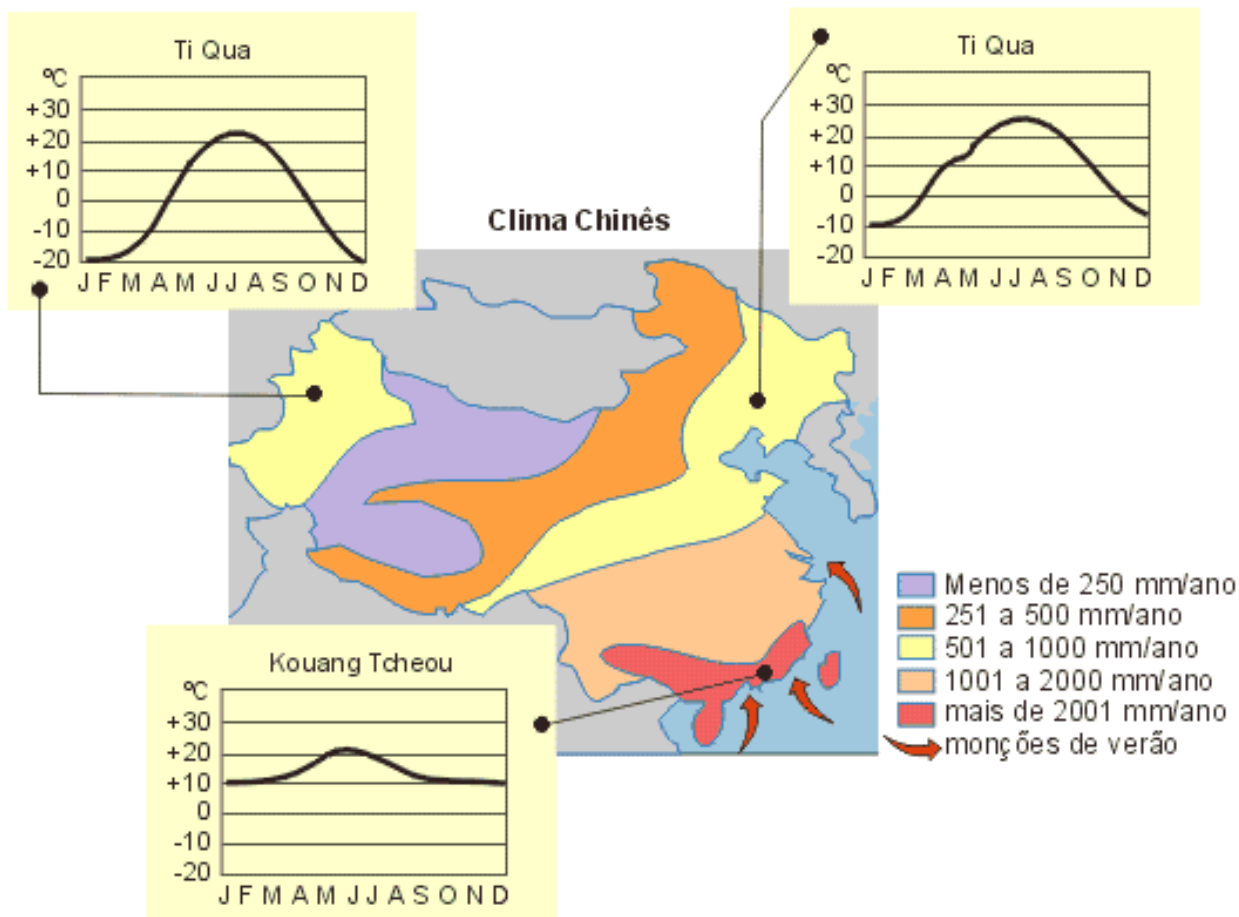 Ti Qua
ºC
+30
+20
+10
0
-10
-20
J F M A M J J A S O N D
Ti Qua
ºC
+30
+20
+10
0
-10
-20
J F M A M J J A S O N D
Clima Chinês
Menos de 250 mm/ano
251 a 500 mm/ano
501 a 1000 mm/ano
1001 a 2000 mm/ano
mais de 2001 mm/ano
monções de verão
Kouang Tcheou
ºC
+30
+20
+10
0
-10
-20
J F M A M J J A S O N D